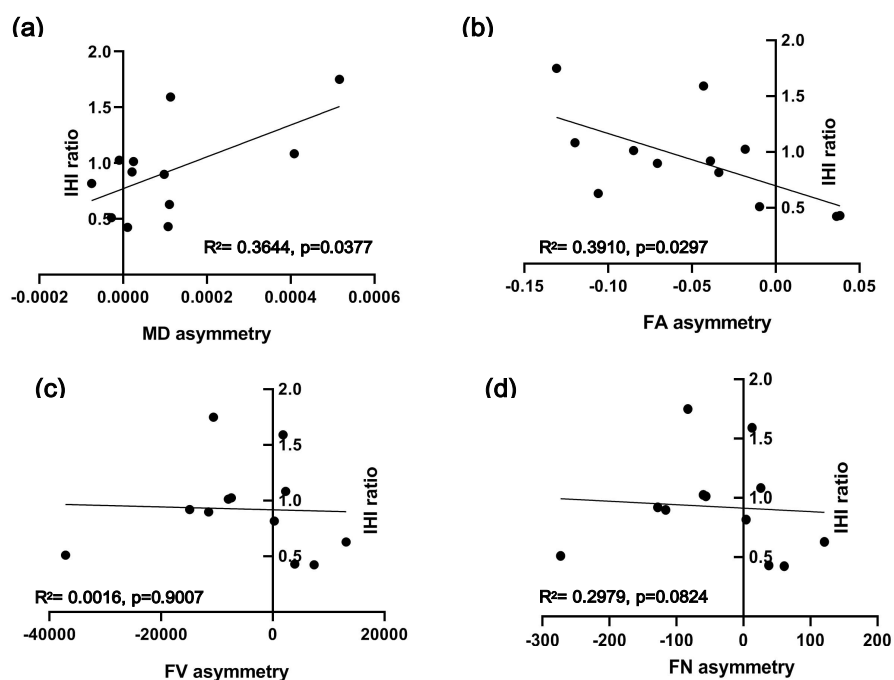 (a)
2.0
1.5
1.0
0.5
IHI ratio
R²= 0.3644, p=0.0377
-0.0002 0.0000 0.0002 0.0004 0.0006
MD asymmetry
(b)
2.0
1.5
1.0
0.5
IHI ratio
R²= 0.3910, p=0.0297
-0.15 -0.10 -0.05 0.00 0.05
FA asymmetry
(c)
2.0
1.5
1.0
0.5
IHI ratio
R²= 0.0016, p=0.9007
-40000 -20000 0 20000
FV asymmetry
(d)
2.0
1.5
1.0
0.5
IHI ratio
R²= 0.2979, p=0.0824
-300 -200 -100 0 100 200
FN asymmetry